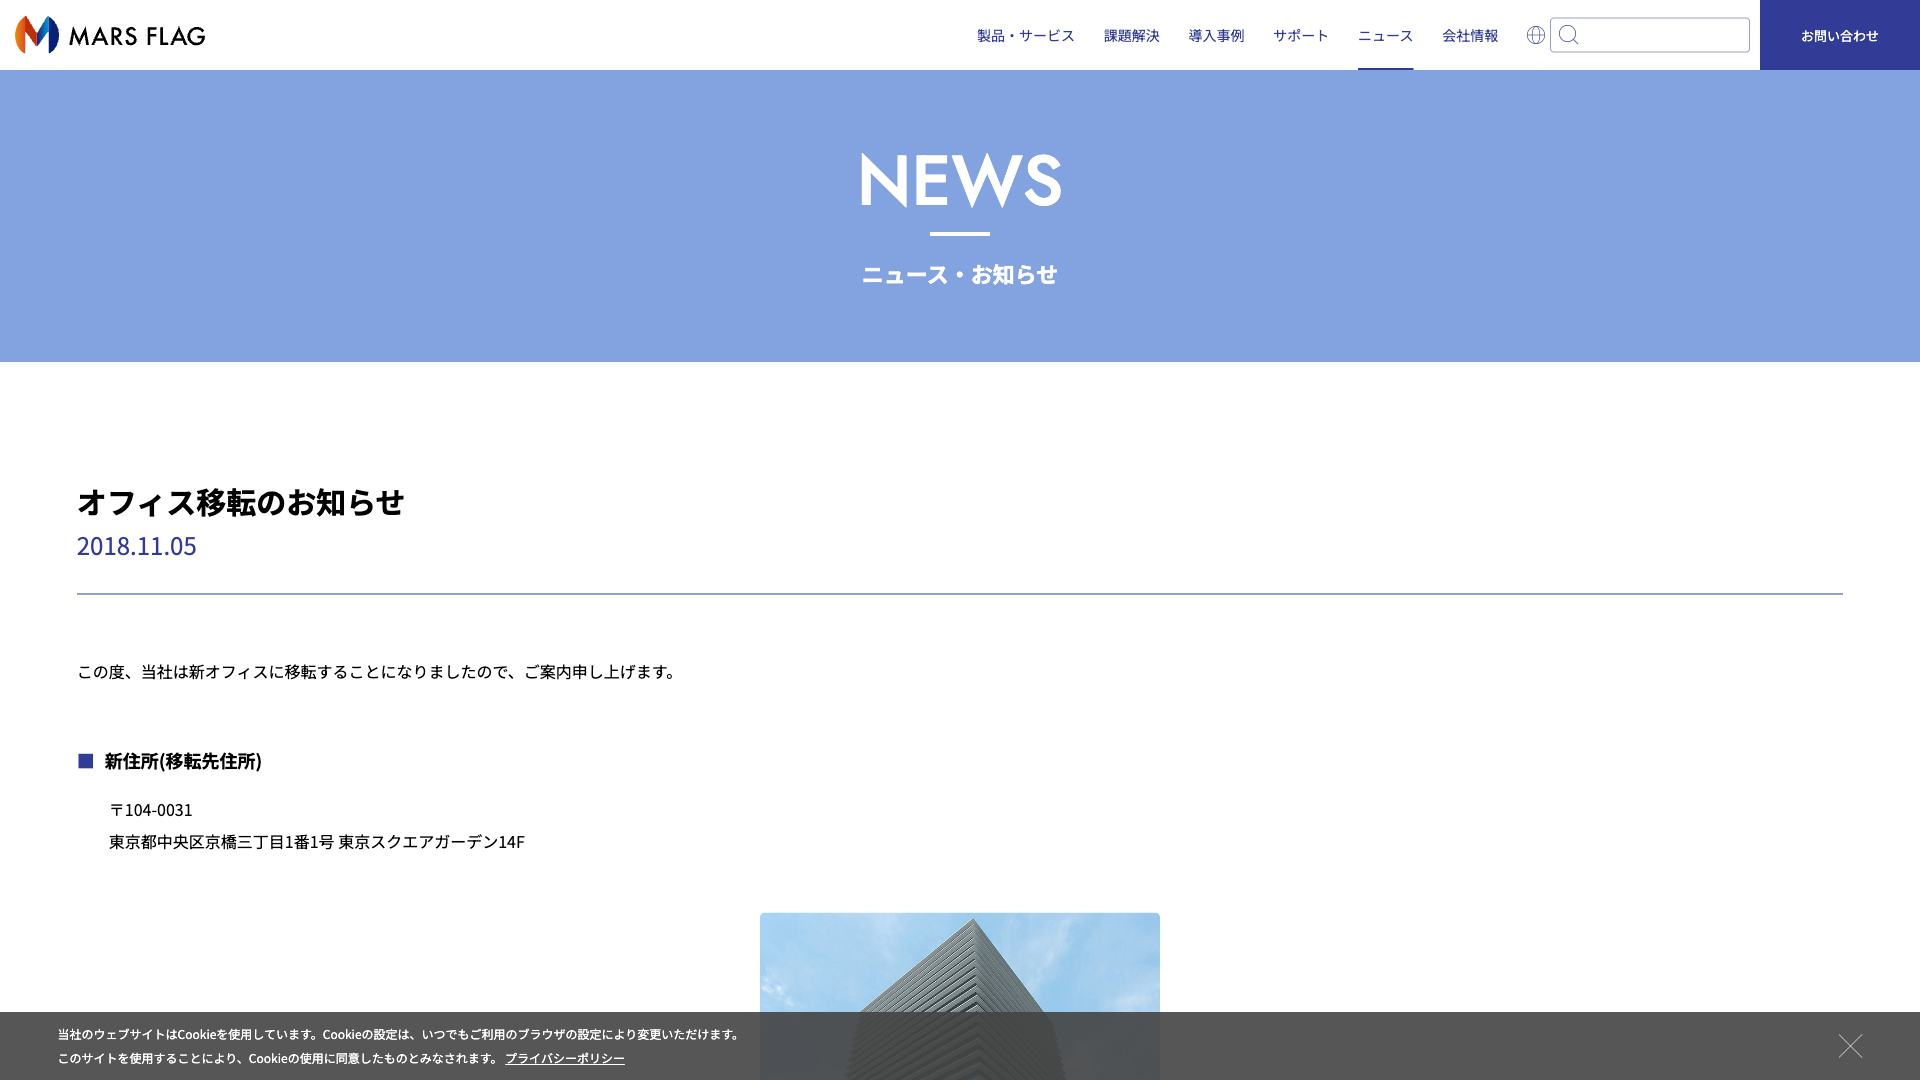 MARS FLAG
製品・サービス
課題解決
導入事例
サポート
ニュース
会社情報
お問い合わせ
NEWS
ニュース・お知らせ
オフィス移転のお知らせ
2018.11.05
この度、当社は新オフィスに移転することになりましたので、ご案内申し上げます。
■ 新住所(移転先住所)
〒104-0031
東京都中央区京橋三丁目1番1号 東京スクエアガーデン14F
当社のウェブサイトはCookieを使用しています。Cookieの設定は、いつでもご利用のブラウザの設定により変更いただけます。
このサイトを使用することにより、Cookieの使用に同意したものとみなされます。 プライバシーポリシー